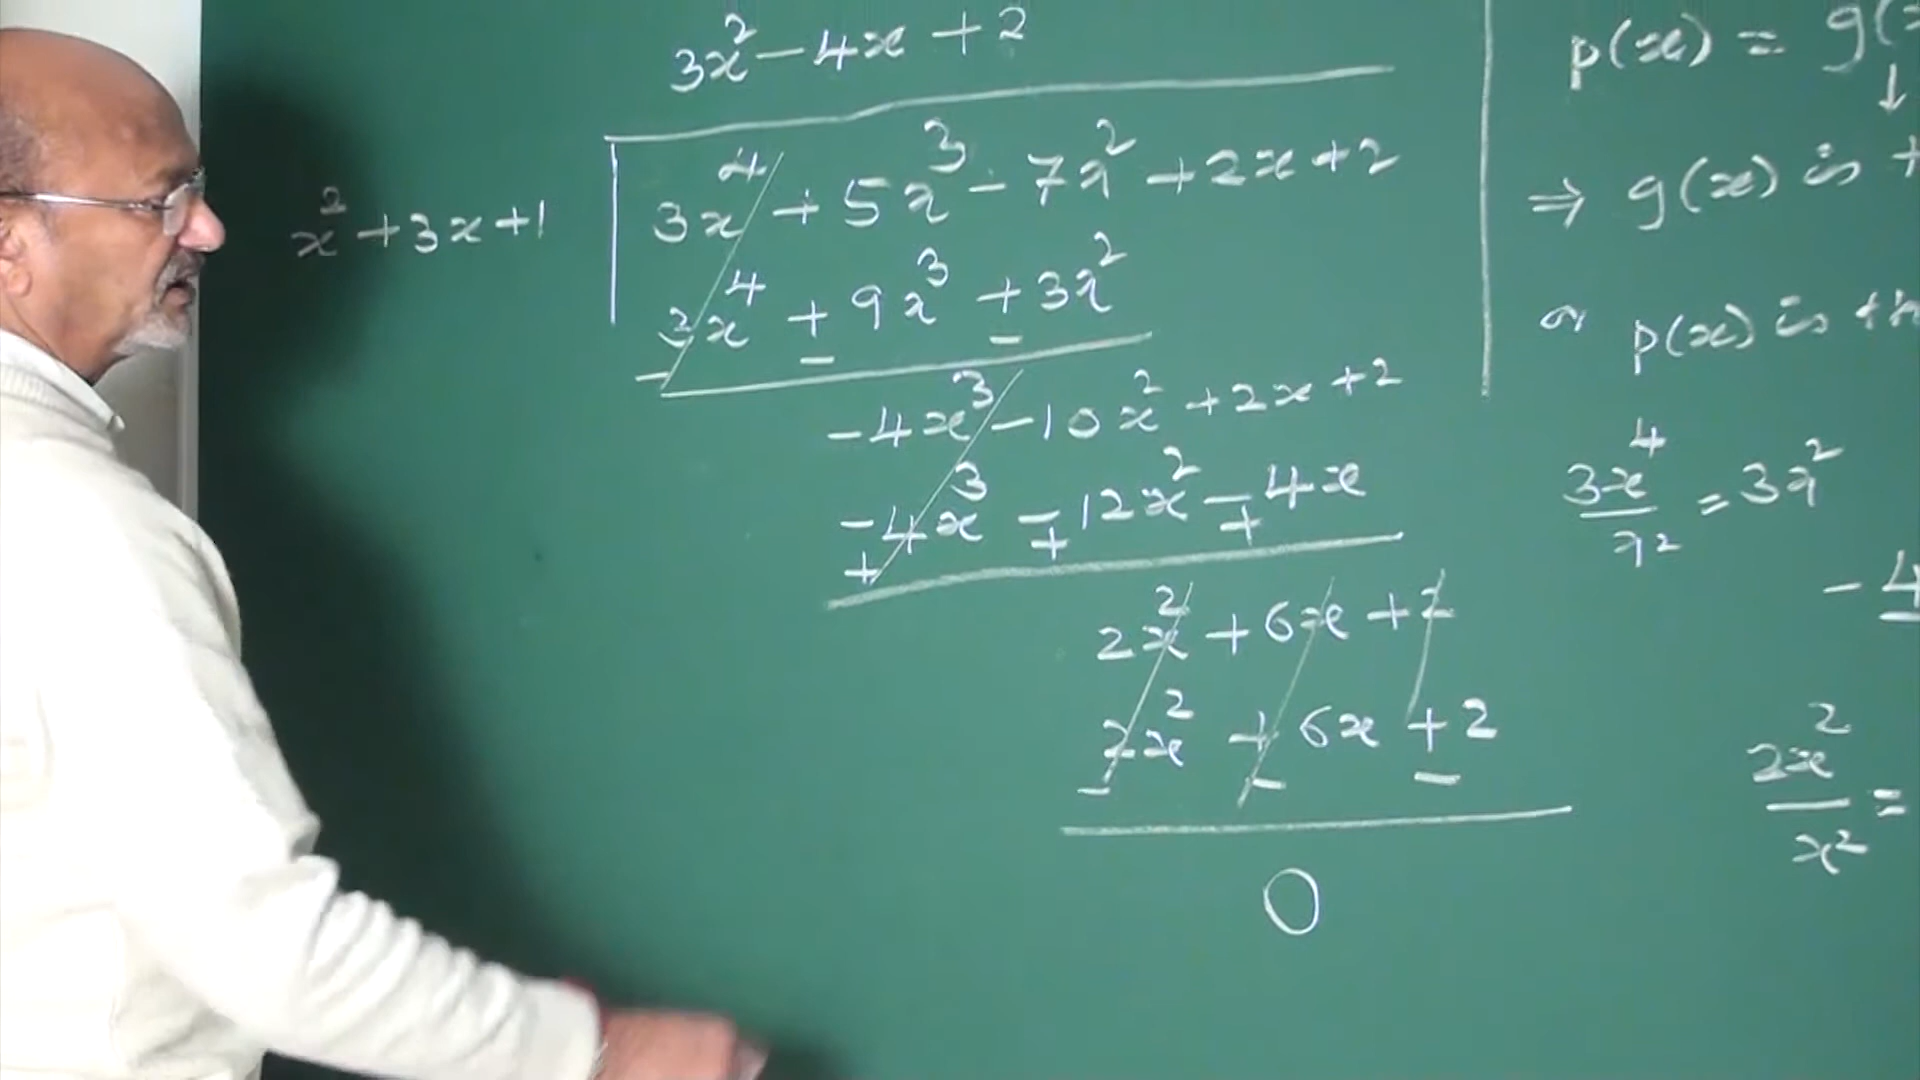 3x² - 4x + 2
x² + 3x + 1
3x⁴ + 5x³ - 7x² + 2x + 2
3x⁴ + 9x³ + 3x²
- - -
-4x³ - 10x² + 2x + 2
-4x³ - 12x² - 4x
+ + +
2x² + 6x + 2
2x² + 6x + 2
- - -
0
p(x) = g(
↓
⇒ g(x) is
or p(x) is
3x⁴/x² = 3x²
- 4
2x²/x² =